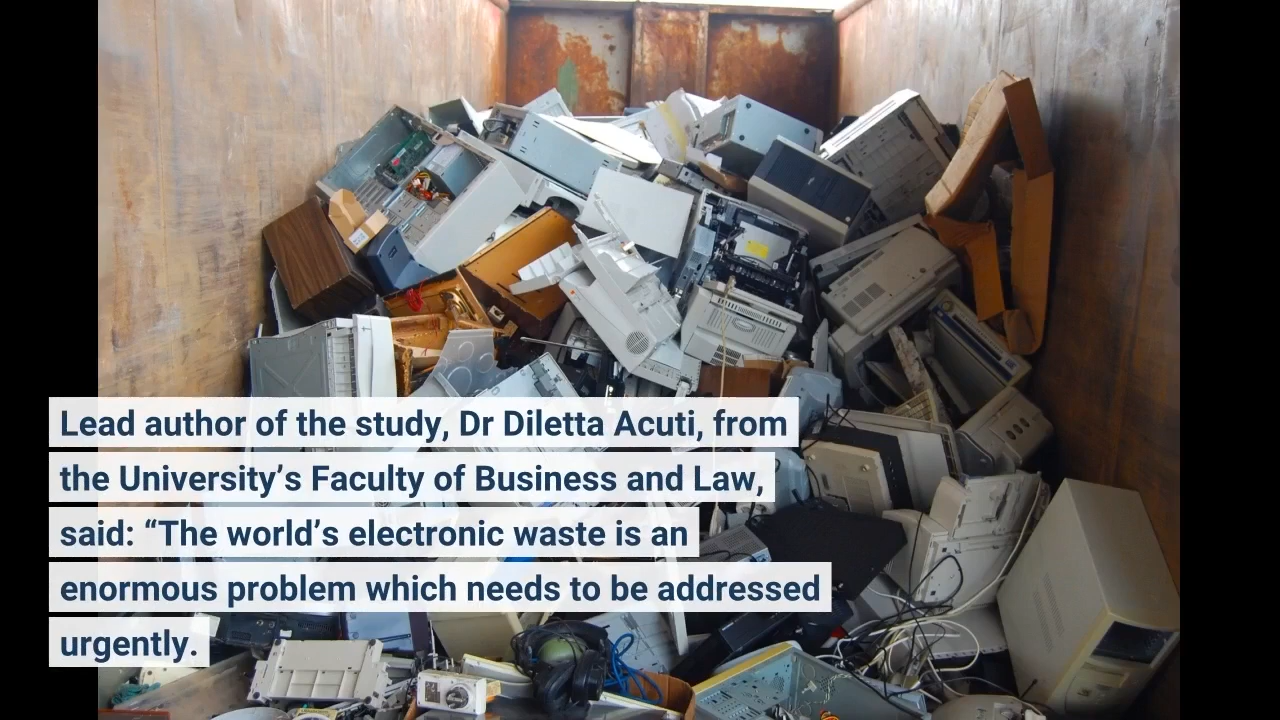 Lead author of the study, Dr Diletta Acuti, from
the University’s Faculty of Business and Law,
said: “The world’s electronic waste is an
enormous problem which needs to be addressed
urgently.